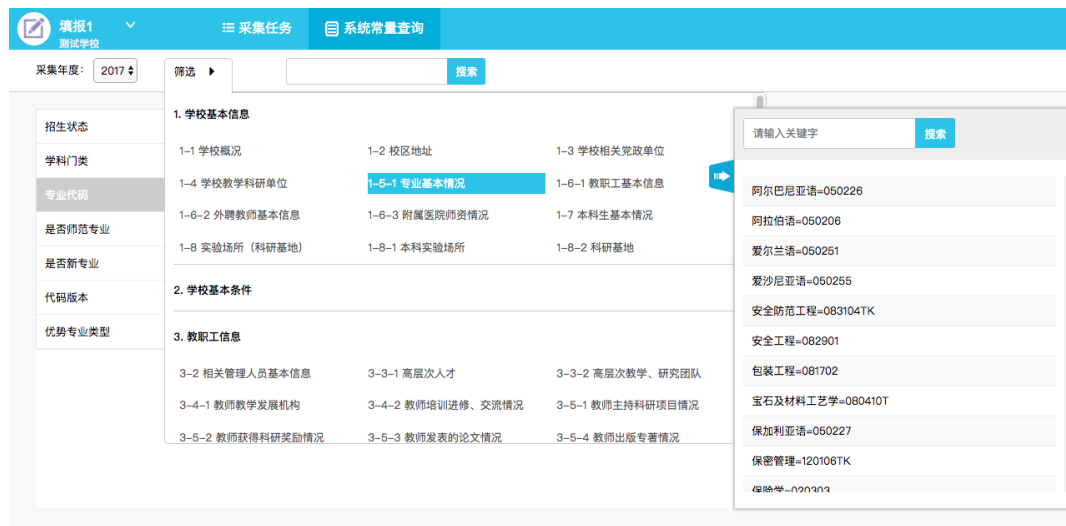 填报1
测试学校
采集任务
系统常量查询
采集年度: 2017
筛选
搜索
招生状态
学科门类
专业代码
是否师范专业
是否新专业
代码版本
优势专业类型
1. 学校基本信息
1-1 学校概况 1-2 校区地址 1-3 学校相关党政单位
1-4 学校教学科研单位 1-5-1 专业基本情况 1-6-1 教职工基本信息
1-6-2 外聘教师基本信息 1-6-3 附属医院师资情况 1-7 本科生基本情况
1-8 实验场所（科研基地） 1-8-1 本科实验场所 1-8-2 科研基地
2. 学校基本条件
3. 教职工信息
3-2 相关管理人员基本信息 3-3-1 高层次人才 3-3-2 高层次教学、研究团队
3-4-1 教师教学发展机构 3-4-2 教师培训进修、交流情况 3-5-1 教师主持科研项目情况
3-5-2 教师获得科研奖励情况 3-5-3 教师发表的论文情况 3-5-4 教师出版专著情况
请输入关键字 搜索
阿尔巴尼亚语=050226
阿拉伯语=050206
爱尔兰语=050251
爱沙尼亚语=050255
安全防范工程=083104TK
安全工程=082901
包装工程=081702
宝石及材料工艺学=080410T
保加利亚语=050227
保密管理=120106TK
保险学=020303